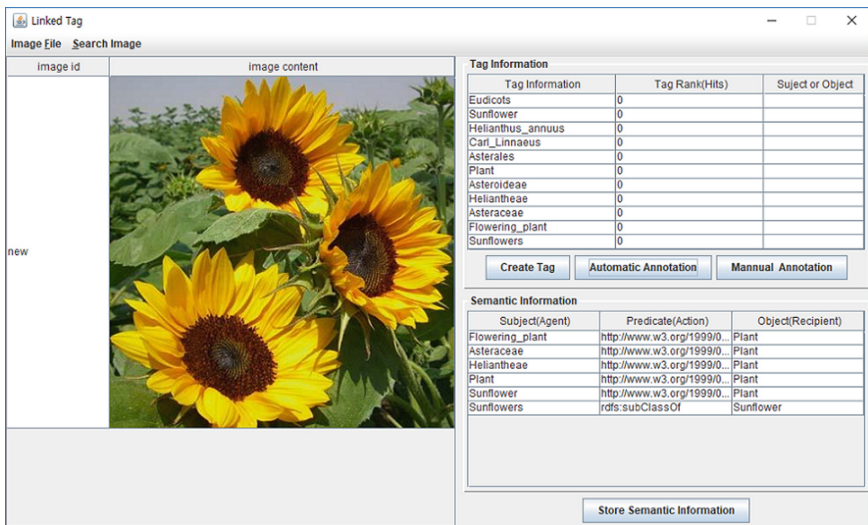 Linked Tag
Image File Search Image
image id image content
new
Tag Information
Tag Information Tag Rank(Hits) Suject or Object
Eudicots 0
Sunflower 0
Helianthus_annuus 0
Carl_Linnaeus 0
Asterales 0
Plant 0
Asteroideae 0
Heliantheae 0
Asteraceae 0
Flowering_plant 0
Sunflowers 0
Create Tag Automatic Annotation Mannual Annotation
Semantic Information
Subject(Agent) Predicate(Action) Object(Recipient)
Flowering_plant http://www.w3.org/1999/0... Plant
Asteraceae http://www.w3.org/1999/0... Plant
Heliantheae http://www.w3.org/1999/0... Plant
Plant http://www.w3.org/1999/0... Plant
Sunflower http://www.w3.org/1999/0... Plant
Sunflowers rdfs:subClassOf Sunflower
Store Semantic Information